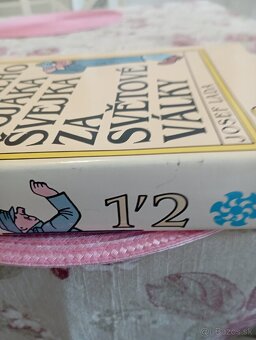 ŠVEJKA
ZA
SVĚTOVÉ
VÁLKY
JOSEF LADA
1'2
Bazos.sk